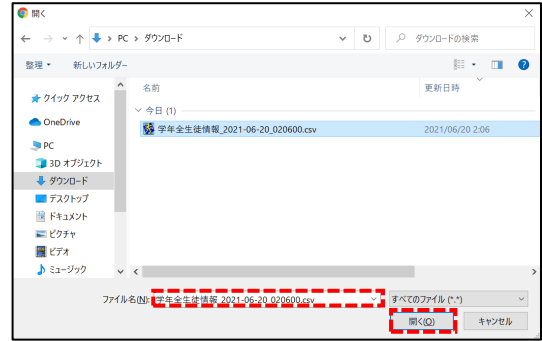 開く
PC › ダウンロード
ダウンロードの検索
整理 新しいフォルダー
名前 更新日時
今日 (1)
学年全生徒情報_2021-06-20_020600.csv 2021/06/20 2:06
クイック アクセス
OneDrive
PC
3D オブジェクト
ダウンロード
デスクトップ
ドキュメント
ピクチャ
ビデオ
ミュージック
ファイル名(N): 学年全生徒情報_2021-06-20_020600.csv
すべてのファイル (*.*)
開く(O) キャンセル